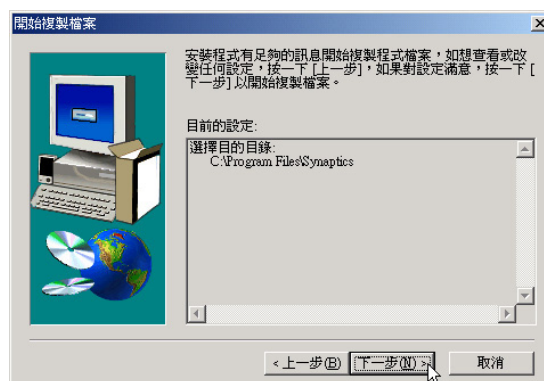 開始複製檔案
安裝程式有足夠的訊息開始複製程式檔案，如想查看或改
變任何設定，按一下 [上一步]，如果對設定滿意，按一下 [
下一步] 以開始複製檔案。
目前的設定:
選擇目的目錄:
C:\Program Files\Synaptics
<上一步(B)
下一步(N) >
取消